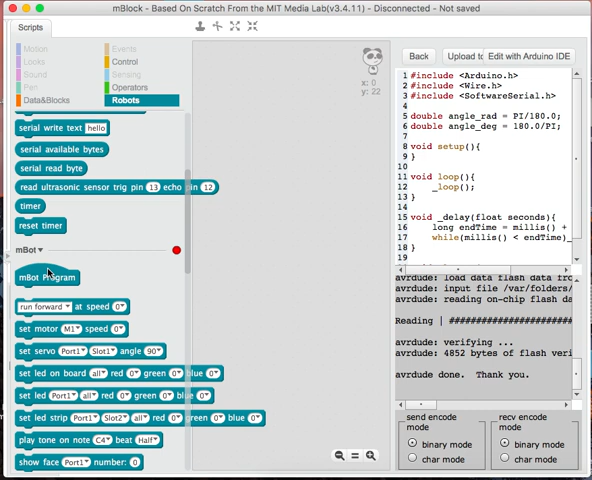 mBlock - Based On Scratch From the MIT Media Lab(v3.4.11) - Disconnected - Not saved
Scripts
Motion
Events
Looks
Control
Sound
Sensing
Pen
Operators
Data&Blocks
Robots
serial write text hello
serial available bytes
serial read byte
read ultrasonic sensor trig pin 13 echo pin 12
timer
reset timer
mBot
mBot Program
run forward at speed 0
set motor M1 speed 0
set servo Port1 Slot1 angle 90
set led on board all red 0 green 0 blue 0
set led Port1 all red 0 green 0 blue 0
set led strip Port1 Slot2 all red 0 green 0 blue 0
play tone on note C4 beat Half
show face Port1 number: 0
x: 0
y: 22
Back
Upload to
Edit with Arduino IDE
1 #include <Arduino.h>
2 #include <Wire.h>
3 #include <SoftwareSerial.h>
4
5 double angle_rad = PI/180.0;
6 double angle_deg = 180.0/PI;
7
8 void setup(){
9 }
10
11 void loop(){
12 _loop();
13 }
14
15 void _delay(float seconds){
16 long endTime = millis() +
17 while(millis() < endTime)_
18 }
avrdude: load data flash data fro
avrdude: input file /var/folders/
avrdude: reading on-chip flash da
Reading | ######################
avrdude: verifying ...
avrdude: 4852 bytes of flash veri
avrdude done. Thank you.
send encode mode
binary mode
char mode
recv encode mode
binary mode
char mode